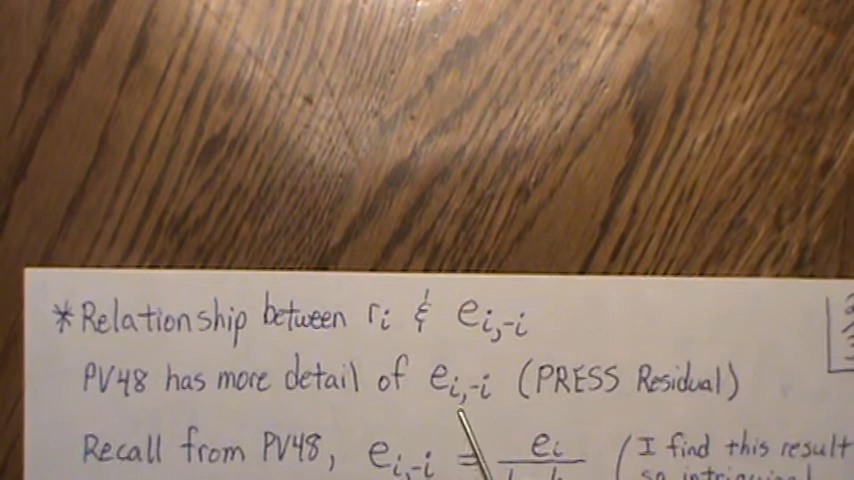 *Relationship between ri & ei,-i
PV48 has more detail of ei,-i (PRESS Residual)
Recall from PV48, ei,-i = ei (I find this result